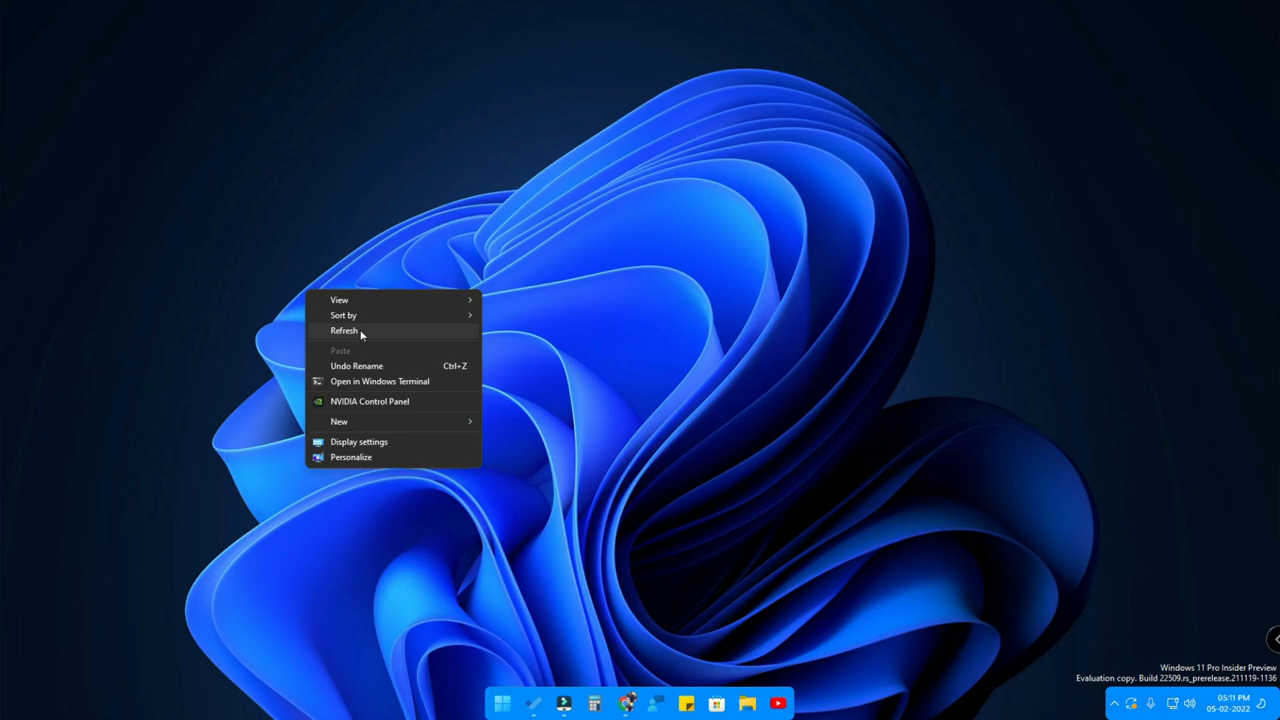 View
Sort by
Refresh
Paste
Undo Rename Ctrl+Z
Open in Windows Terminal
NVIDIA Control Panel
New
Display settings
Personalize
Windows 11 Pro Insider Preview
Evaluation copy. Build 22509.rs_prerelease.211119-1136
05:11 PM
05-02-2022